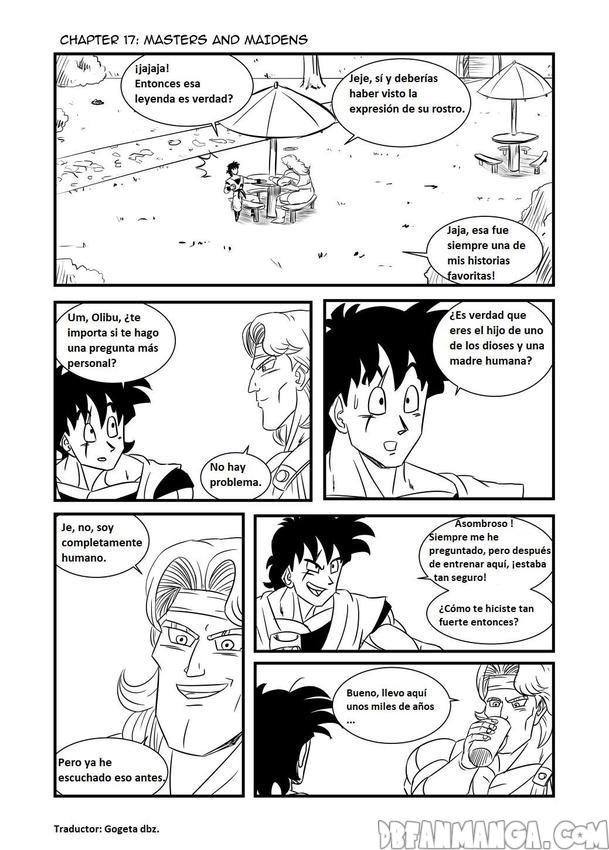 CHAPTER 17: MASTERS AND MAIDENS
¡jajaja!
Entonces esa
leyenda es verdad?
Jeje, sí y deberías
haber visto la
expresión de su rostro.
Jaja, esa fue
siempre una de
mis historias
favoritas!
Um, Olibu, ¿te
importa si te hago
una pregunta más
personal?
No hay
problema.
¿Es verdad que
eres el hijo de uno
de los dioses y una
madre humana?
Je, no, soy
completamente
humano.
Pero ya he
escuchado eso antes.
Asombroso !
Siempre me he
preguntado, pero después
de entrenar aquí, ¡estaba
tan seguro!
¿Cómo te hiciste tan
fuerte entonces?
Bueno, llevo aquí
unos miles de años
...
Traductor: Gogeta dbz.
DBFANMANGA.COM